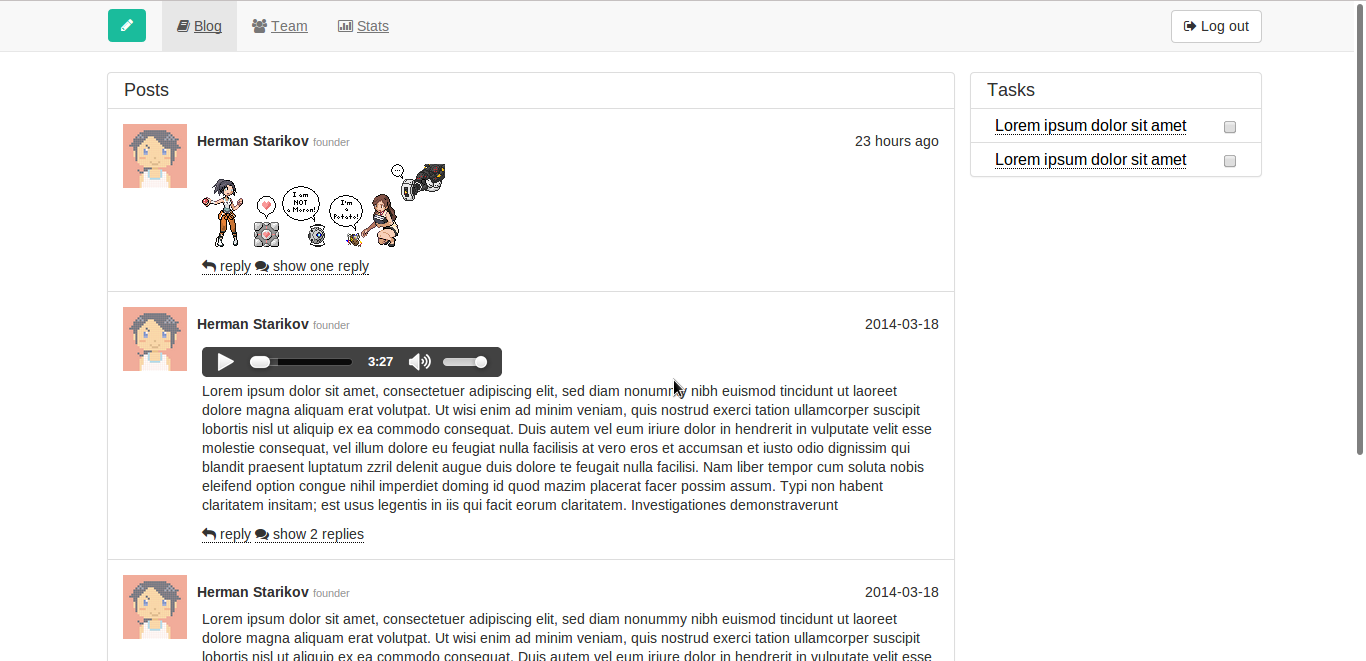 Blog
Team
Stats
Log out
Posts
Herman Starikov founder
23 hours ago
...
I am
NOT
a Moron!
I'm
a
Potato!
reply show one reply
Herman Starikov founder
2014-03-18
3:27
Lorem ipsum dolor sit amet, consectetuer adipiscing elit, sed diam nonummy nibh euismod tincidunt ut laoreet
dolore magna aliquam erat volutpat. Ut wisi enim ad minim veniam, quis nostrud exerci tation ullamcorper suscipit
lobortis nisl ut aliquip ex ea commodo consequat. Duis autem vel eum iriure dolor in hendrerit in vulputate velit esse
molestie consequat, vel illum dolore eu feugiat nulla facilisis at vero eros et accumsan et iusto odio dignissim qui
blandit praesent luptatum zzril delenit augue duis dolore te feugait nulla facilisi. Nam liber tempor cum soluta nobis
eleifend option congue nihil imperdiet doming id quod mazim placerat facer possim assum. Typi non habent
claritatem insitam; est usus legentis in iis qui facit eorum claritatem. Investigationes demonstraverunt
reply show 2 replies
Herman Starikov founder
2014-03-18
Lorem ipsum dolor sit amet, consectetuer adipiscing elit, sed diam nonummy nibh euismod tincidunt ut laoreet
dolore magna aliquam erat volutpat. Ut wisi enim ad minim veniam, quis nostrud exerci tation ullamcorper suscipit
lobortis nisl ut aliquip ex ea commodo consequat. Duis autem vel eum iriure dolor in hendrerit in vulputate velit esse
Tasks
Lorem ipsum dolor sit amet
Lorem ipsum dolor sit amet